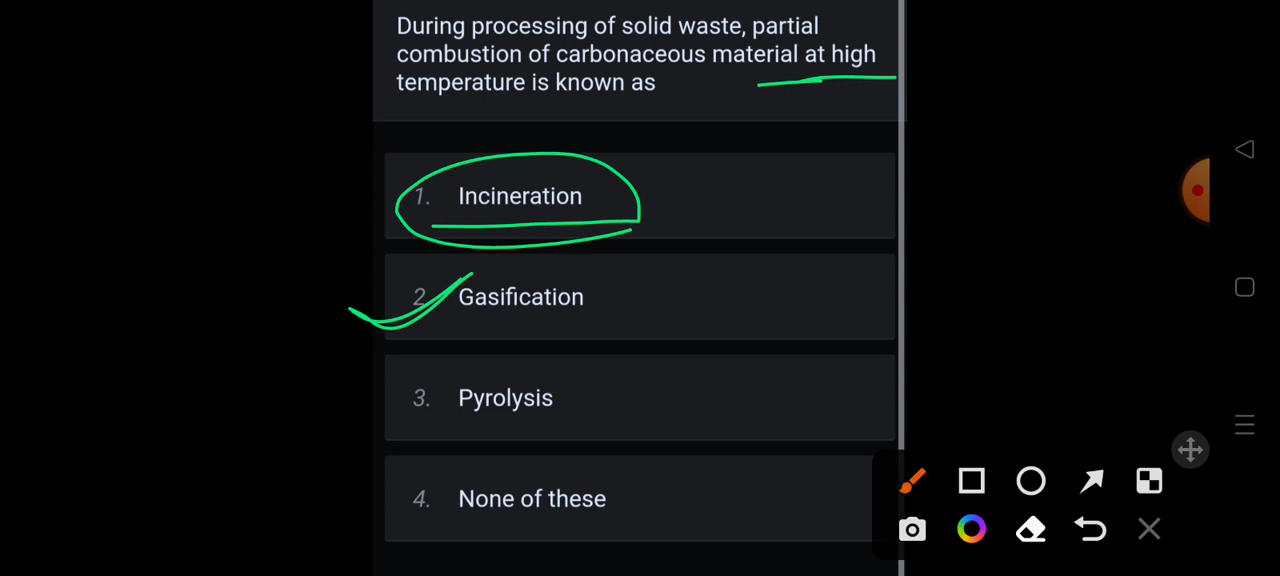 During processing of solid waste, partial
combustion of carbonaceous material at high
temperature is known as
1. Incineration
2 Gasification
3. Pyrolysis
4. None of these